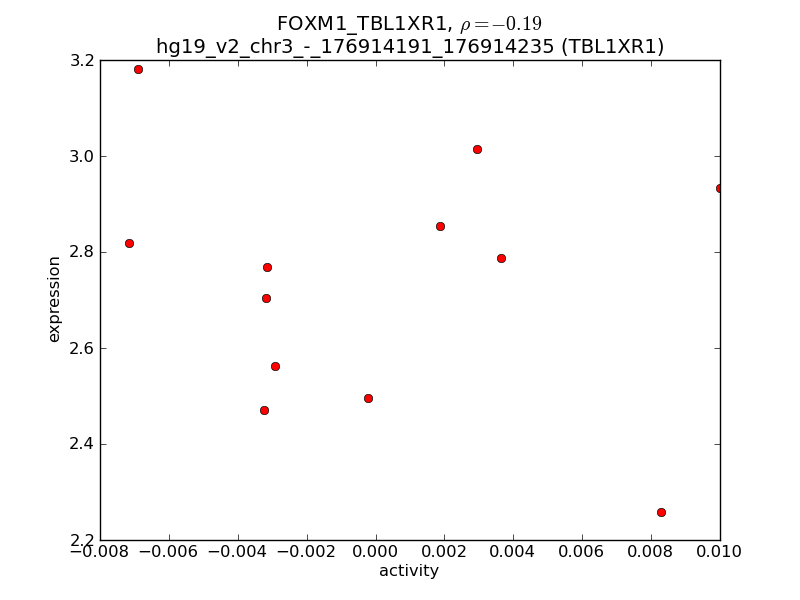 FOXM1_TBL1XR1, ρ = −0.19
hg19_v2_chr3_-_176914191_176914235 (TBL1XR1)
3.2
3.0
2.8
2.6
2.4
2.2
expression
−0.008 −0.006 −0.004 −0.002 0.000 0.002 0.004 0.006 0.008 0.010
activity